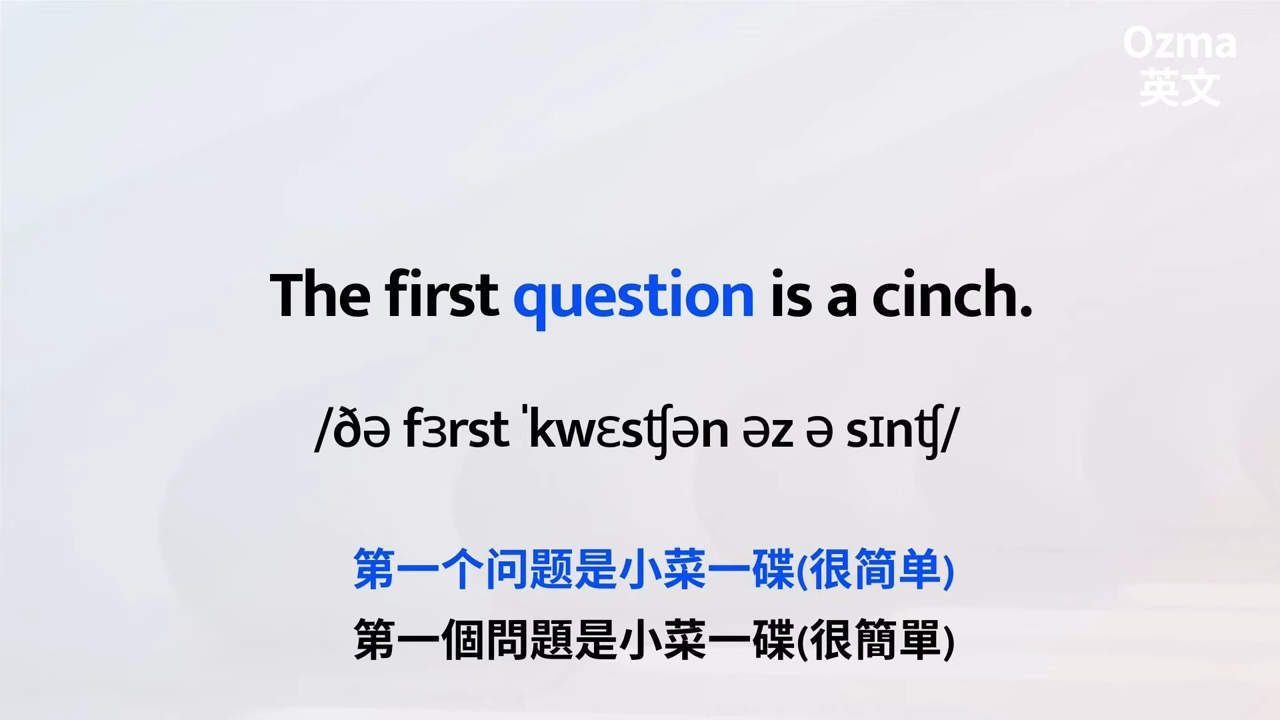 Ozma
英文
The first question is a cinch.
/ðə fɜrst ˈkwɛsʧən əz ə sɪnʧ/
第一个问题是小菜一碟(很简单)
第一個問題是小菜一碟(很簡單)